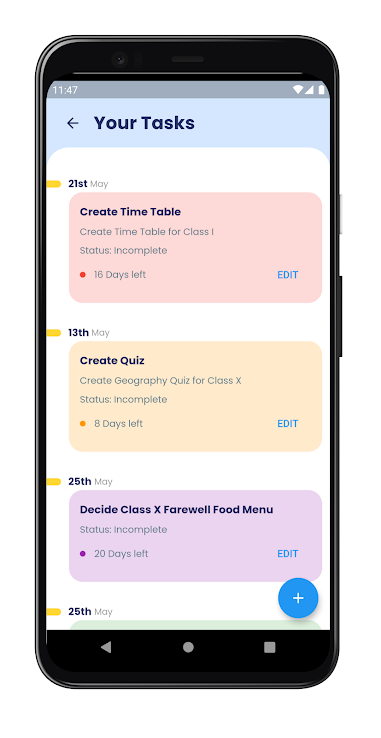 11:47
Your Tasks
21st May
Create Time Table
Create Time Table for Class I
Status: Incomplete
16 Days left
EDIT
13th May
Create Quiz
Create Geography Quiz for Class X
Status: Incomplete
8 Days left
EDIT
25th May
Decide Class X Farewell Food Menu
Status: Incomplete
20 Days left
EDIT
+
25th May